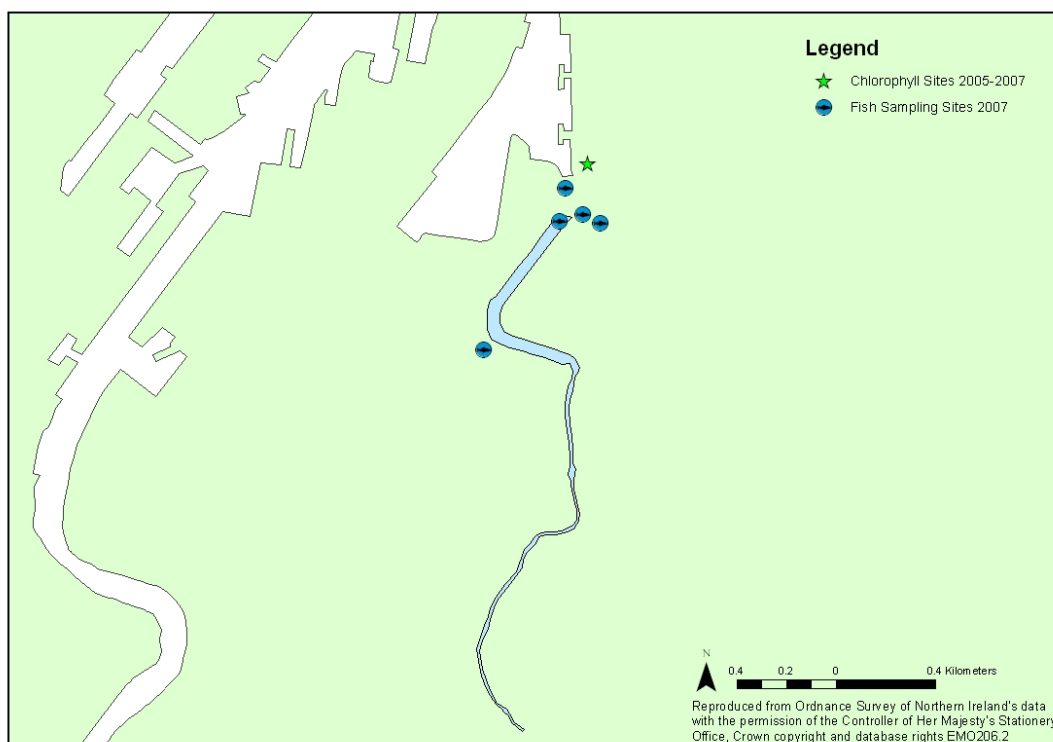 Legend
Chlorophyll Sites 2005-2007
Fish Sampling Sites 2007
N
0.4 0.2 0 0.4 Kilometers
Reproduced from Ordnance Survey of Northern Ireland's data
with the permission of the Controller of Her Majesty's Stationery
Office, Crown copyright and database rights EMO206.2